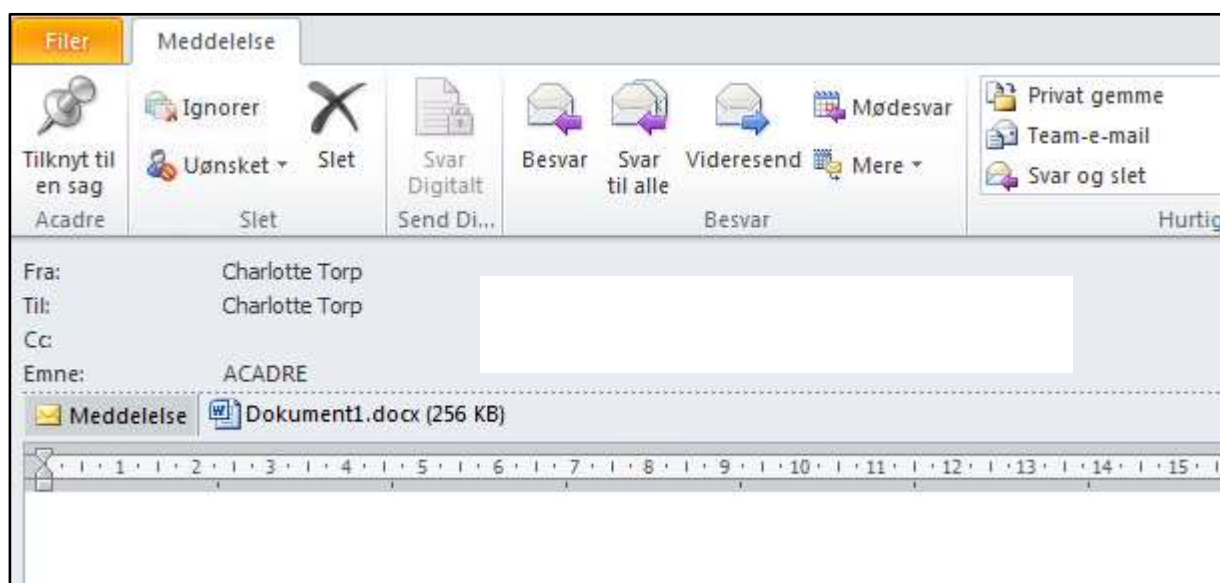 Filer Meddelelse
Tilknyt til en sag
Acadre
Ignorer
Uønsket
Slet
Slet
Svar Digitalt
Send Di...
Besvar
Svar til alle
Videresend
Mødesvar
Mere
Besvar
Privat gemme
Team-e-mail
Svar og slet
Hurtig
Fra: Charlotte Torp
Til: Charlotte Torp
Cc:
Emne: ACADRE
Meddelelse Dokument1.docx (256 KB)
1 2 3 4 5 6 7 8 9 10 11 12 13 14 15